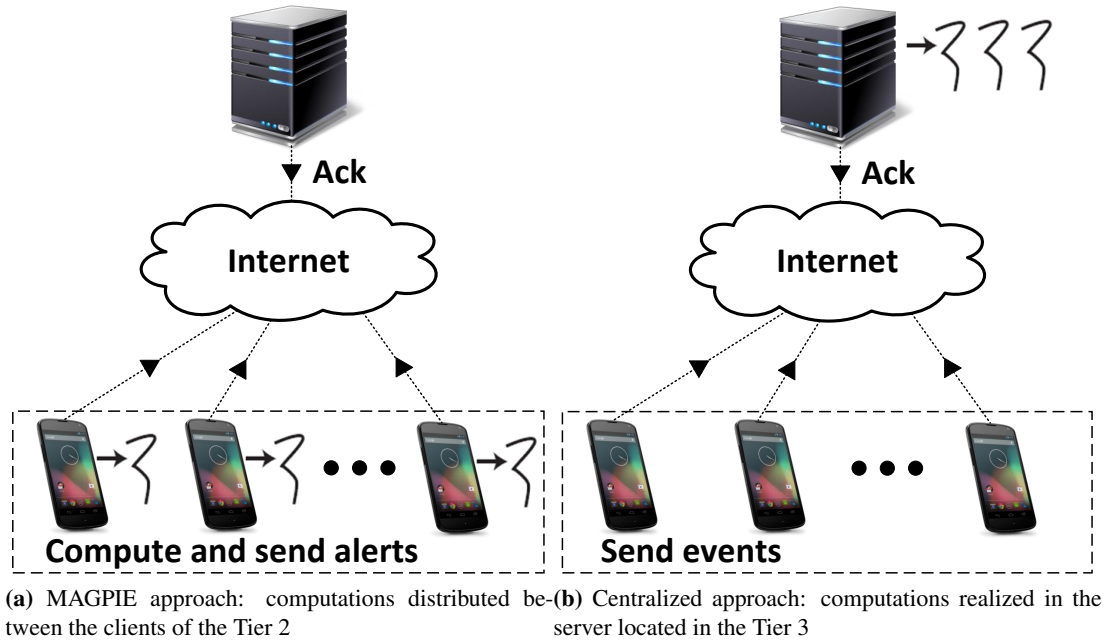 Ack
Internet
Compute and send alerts
Ack
Internet
Send events
(a) MAGPIE approach: computations distributed be-
tween the clients of the Tier 2
(b) Centralized approach: computations realized in the
server located in the Tier 3